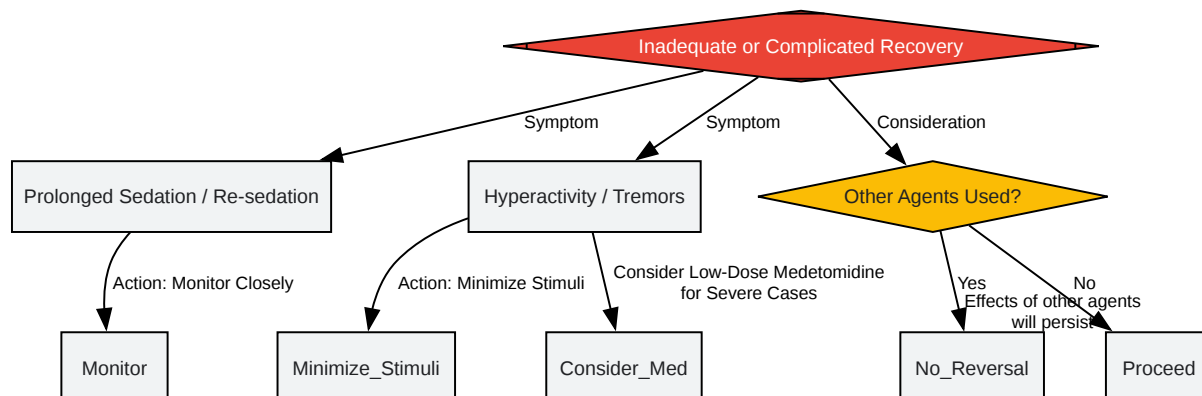 Inadequate or Complicated Recovery
Symptom
Symptom
Consideration
Prolonged Sedation / Re-sedation
Hyperactivity / Tremors
Other Agents Used?
Action: Monitor Closely
Action: Minimize Stimuli
Consider Low-Dose Medetomidine
for Severe Cases
Yes
Effects of other agents
will persist
No
Monitor
Minimize_Stimuli
Consider_Med
No_Reversal
Proceed